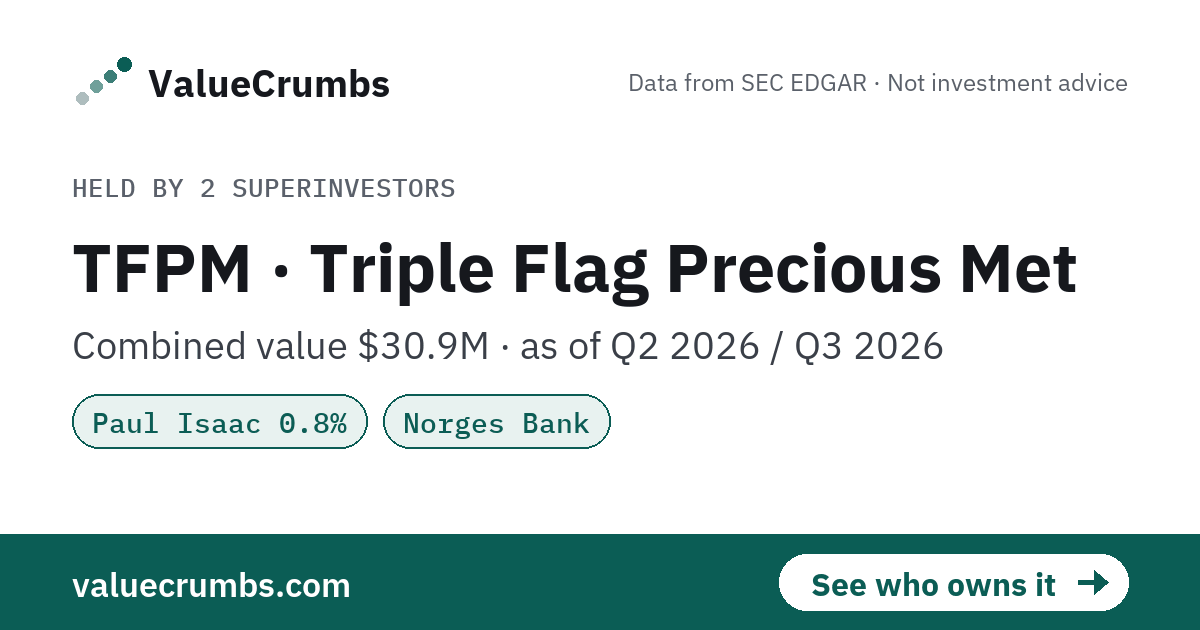 ValueCrumbs
Data from SEC EDGAR · Not investment advice
HELD BY 2 SUPERINVESTORS
TFPM · Triple Flag Precious Met
Combined value $30.9M · as of Q2 2026 / Q3 2026
Paul Isaac 0.8%
Norges Bank
valuecrumbs.com
See who owns it →